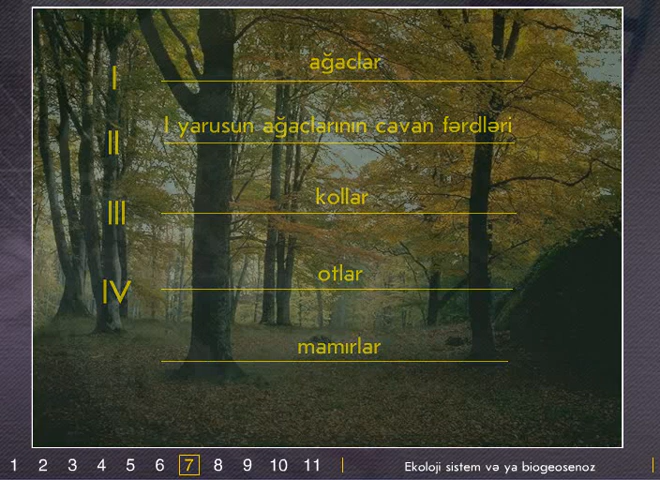 I
ağaclar
II
I yarusun ağaclarının cavan fərdləri
III
kollar
IV
otlar
mamırlar
1 2 3 4 5 6 7 8 9 10 11 Ekoloji sistem və ya biogeosenoz